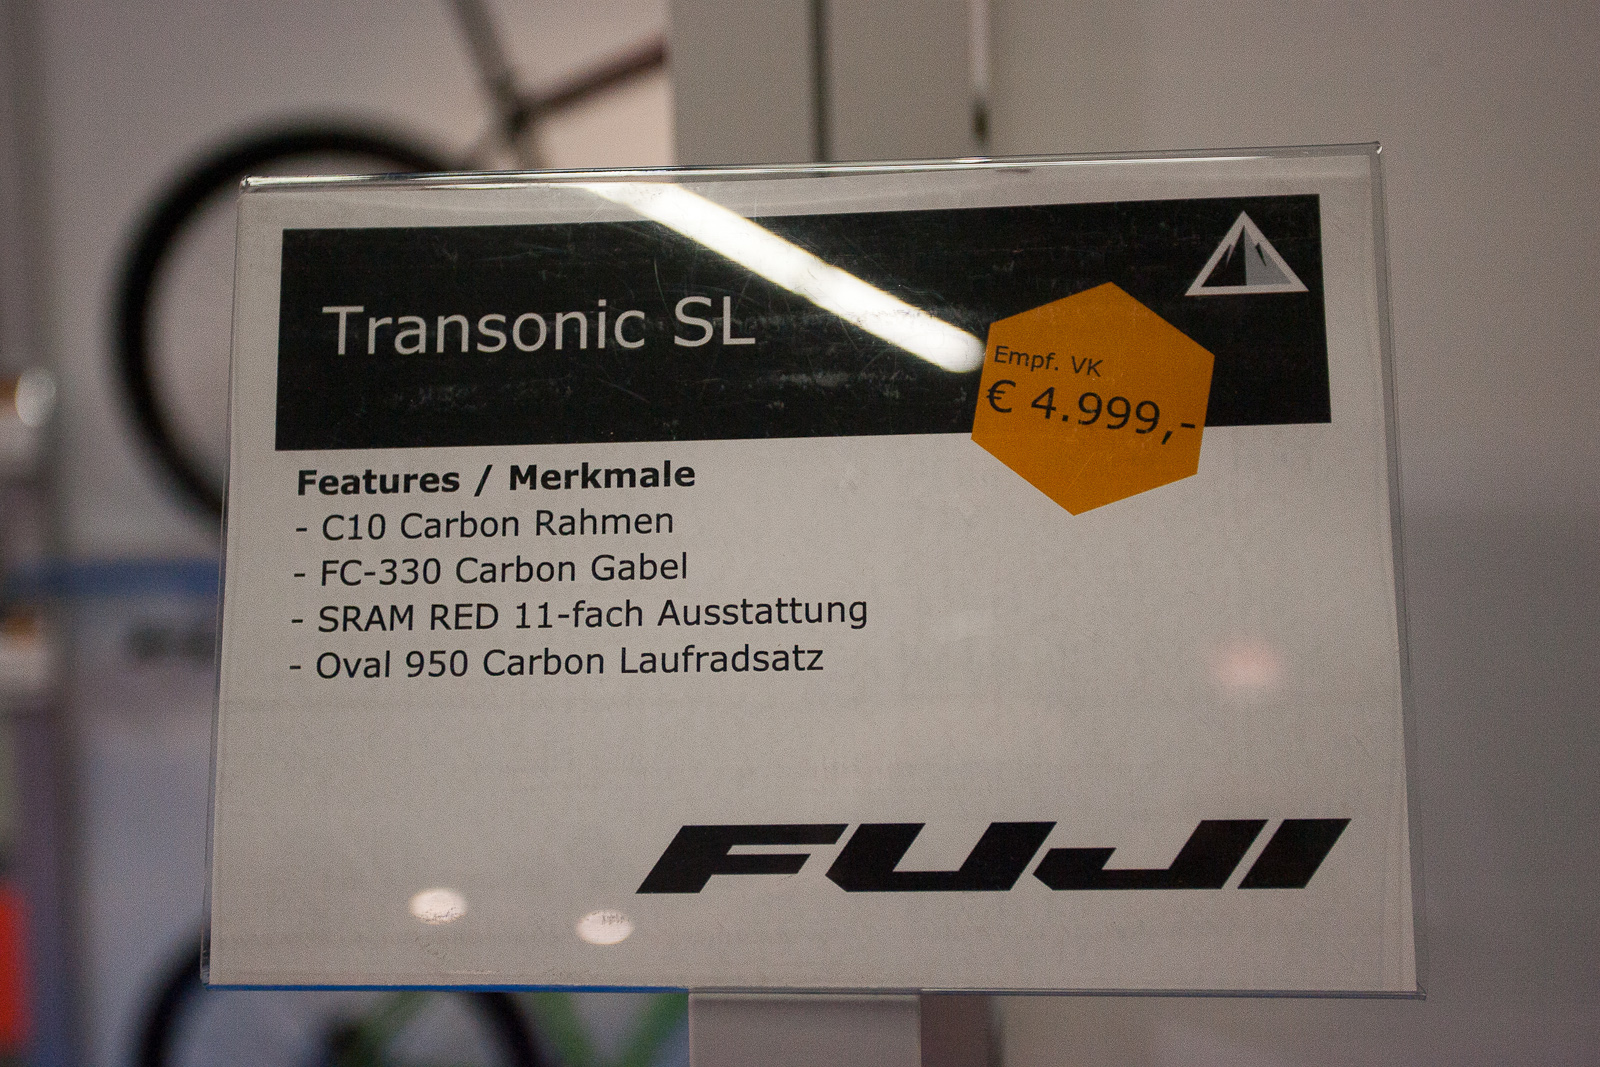 Transonic SL
Empf. VK
€ 4.999,-
Features / Merkmale
- C10 Carbon Rahmen
- FC-330 Carbon Gabel
- SRAM RED 11-fach Ausstattung
- Oval 950 Carbon Laufradsatz
FUJI